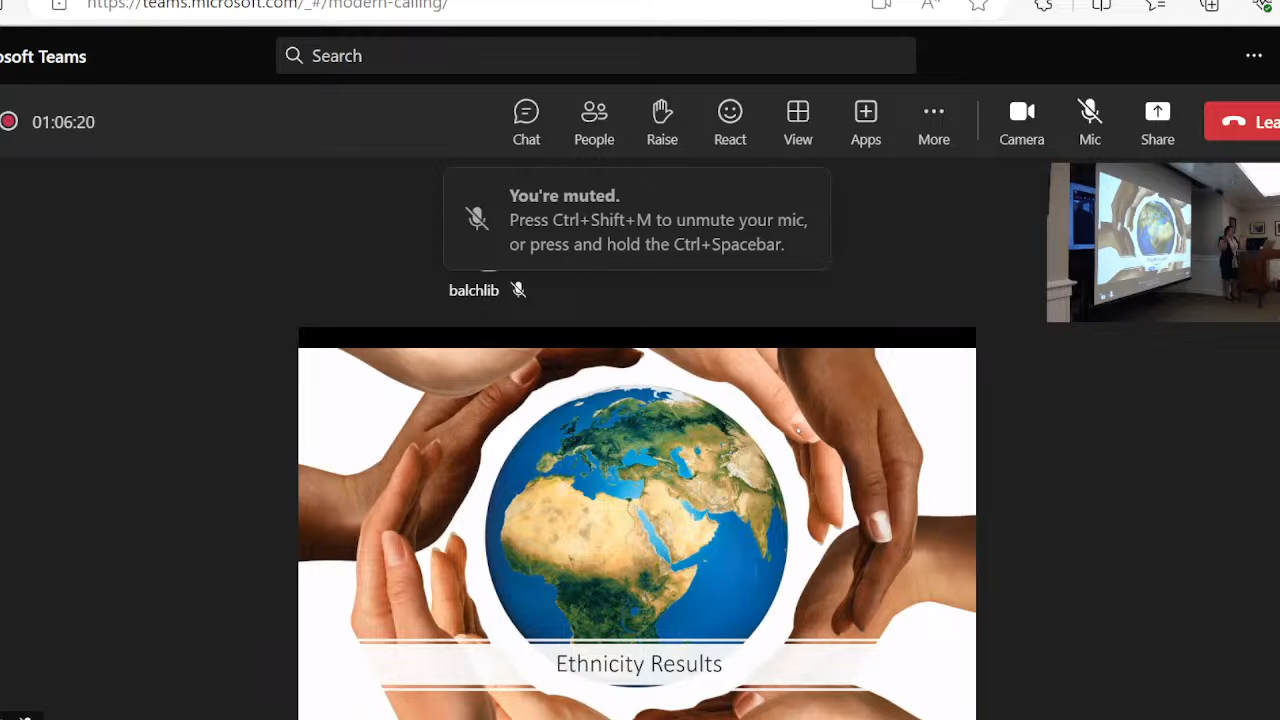 https://teams.microsoft.com/_#/modern-calling/
osoft Teams
Search
01:06:20
Chat
People
Raise
React
View
Apps
More
Camera
Mic
Share
Lea
You're muted.
Press Ctrl+Shift+M to unmute your mic,
or press and hold the Ctrl+Spacebar.
balchlib
Ethnicity Results